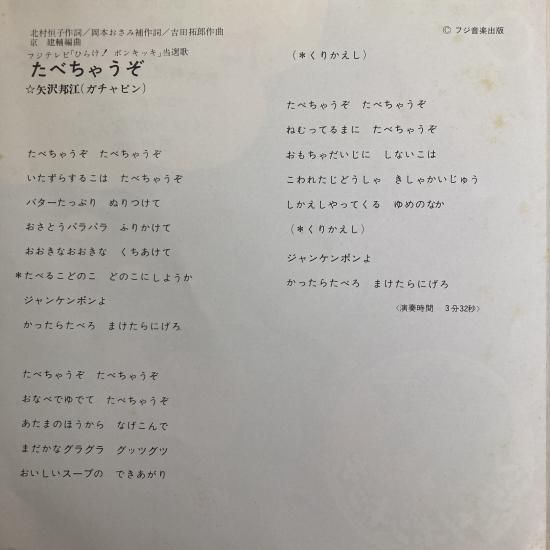 北村恒子作詞／岡本おさみ補作詞／吉田拓郎作曲
京　建輔編曲
フジテレビ「ひらけ！ポンキッキ」当選歌
たべちゃうぞ
☆矢沢邦江(ガチャピン)
たべちゃうぞ　たべちゃうぞ
いたずらするこは　たべちゃうぞ
バターたっぷり　ぬりつけて
おさとうパラパラ　ふりかけて
おおきなおおきな　くちあけて
＊たべるこどのこ　どのこにしようか
ジャンケンポンよ
かったらたべろ　まけたらにげろ
たべちゃうぞ　たべちゃうぞ
おなべでゆでて　たべちゃうぞ
あたまのほうから　なげこんで
まだかなグラグラ　グッツグツ
おいしいスープの　できあがり
© フジ音楽出版
（＊くりかえし）
たべちゃうぞ　たべちゃうぞ
ねむってるまに　たべちゃうぞ
おもちゃだいじに　しないこは
こわれたじどうしゃ　きしゃかいじゅう
しかえしやってくる　ゆめのなか
（＊くりかえし）
ジャンケンポンよ
かったらたべろ　まけたらにげろ
〈演奏時間　3分32秒〉